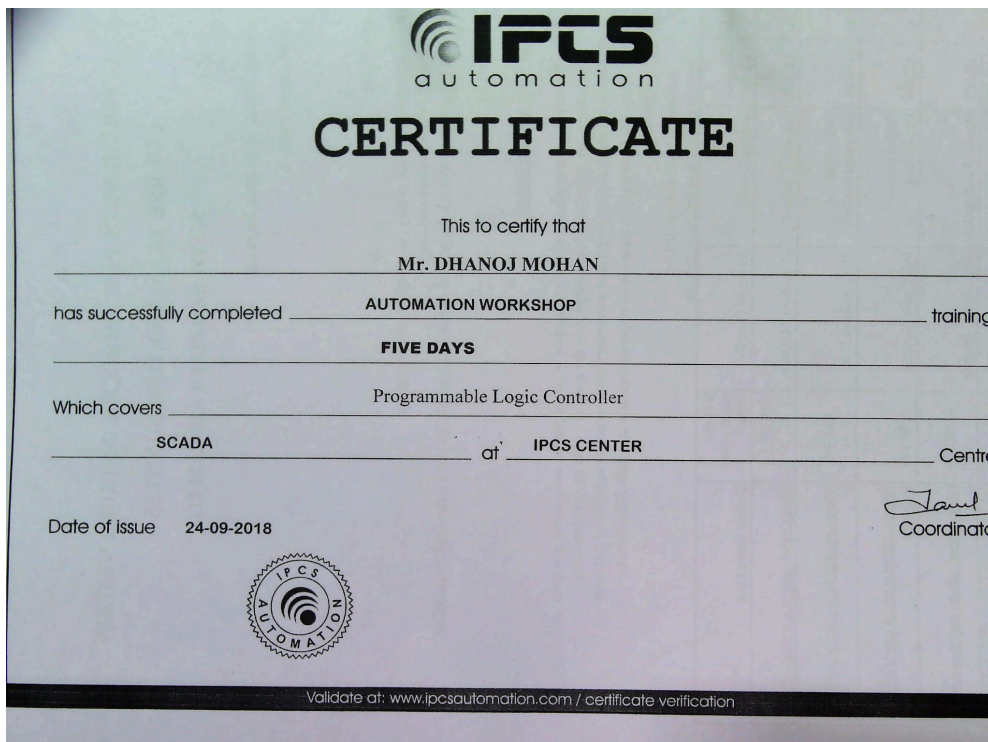 IPCS
automation
CERTIFICATE
This to certify that
Mr. DHANOJ MOHAN
has successfully completed AUTOMATION WORKSHOP training
FIVE DAYS
Which covers Programmable Logic Controller
SCADA at IPCS CENTER Centre
Coordinato
Date of issue 24-09-2018
IPCS AUTOMATION
Validate at: www.ipcsautomation.com / certificate verification